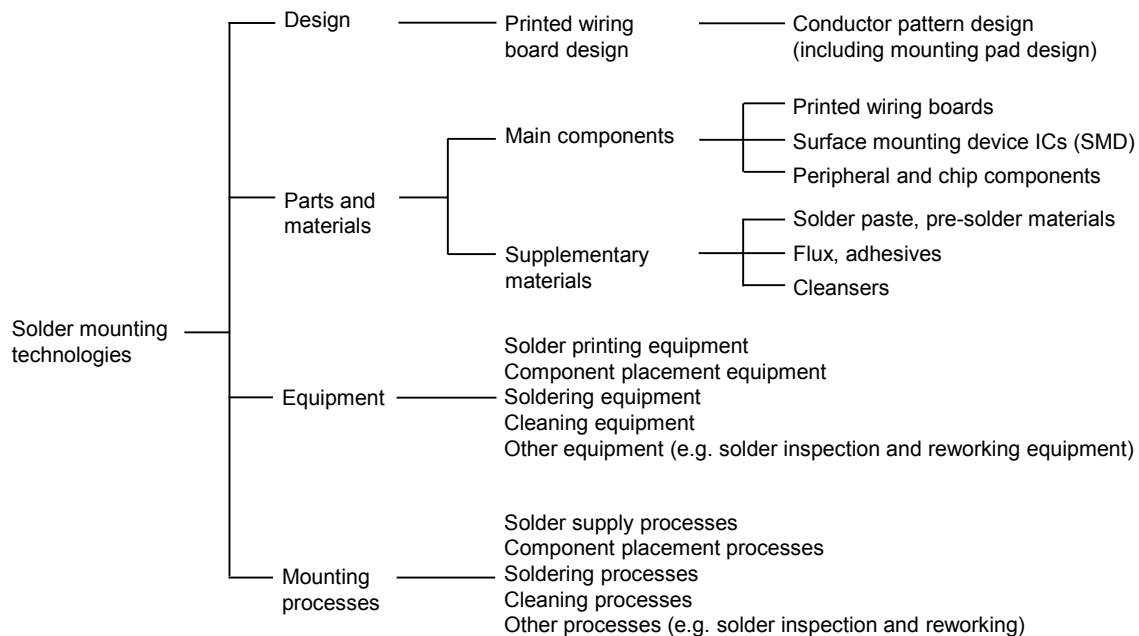 Design
Printed wiring
board design
Conductor pattern design
(including mounting pad design)
Main components
Printed wiring boards
Surface mounting device ICs (SMD)
Peripheral and chip components
Parts and
materials
Supplementary
materials
Solder paste, pre-solder materials
Flux, adhesives
Cleansers
Solder mounting
technologies
Equipment
Solder printing equipment
Component placement equipment
Soldering equipment
Cleaning equipment
Other equipment (e.g. solder inspection and reworking equipment)
Mounting
processes
Solder supply processes
Component placement processes
Soldering processes
Cleaning processes
Other processes (e.g. solder inspection and reworking)